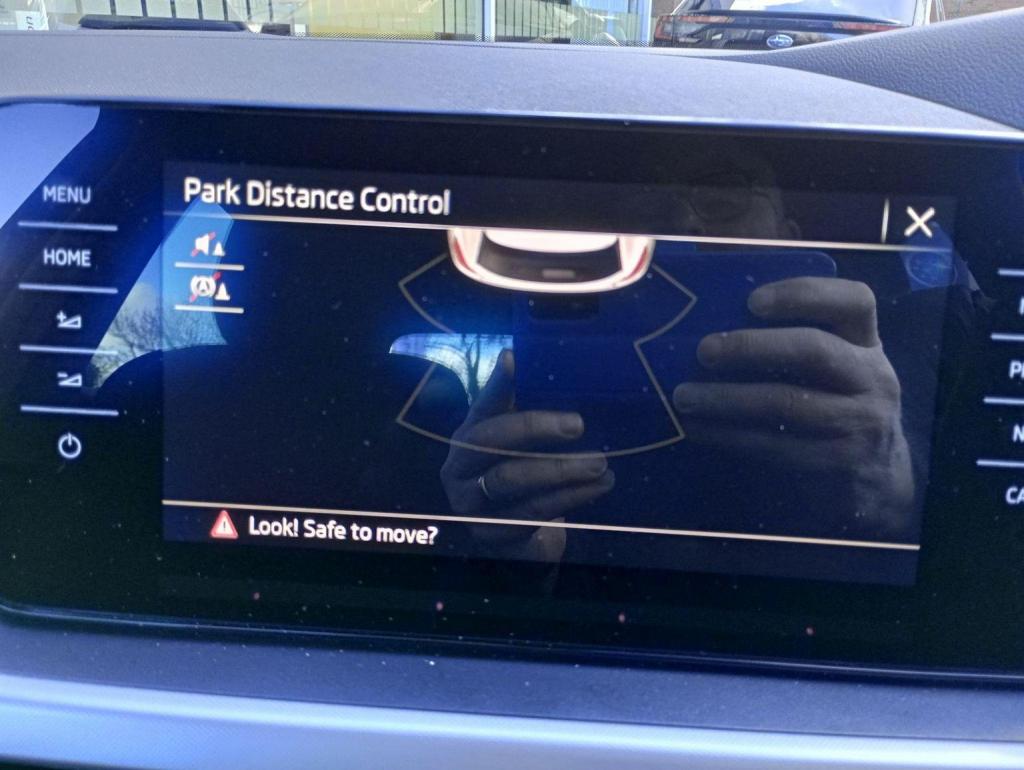 Park Distance Control
MENU
HOME
Look! Safe to move?